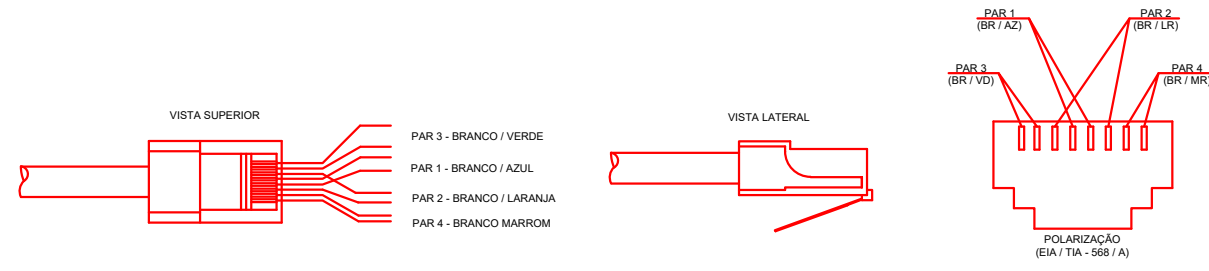 VISTA SUPERIOR
PAR 3 - BRANCO / VERDE
PAR 1 - BRANCO / AZUL
PAR 2 - BRANCO / LARANJA
PAR 4 - BRANCO MARROM
VISTA LATERAL
PAR 1
(BR / AZ)
PAR 2
(BR / LR)
PAR 3
(BR / VD)
PAR 4
(BR / MR)
POLARIZAÇÃO
(EIA / TIA - 568 / A)